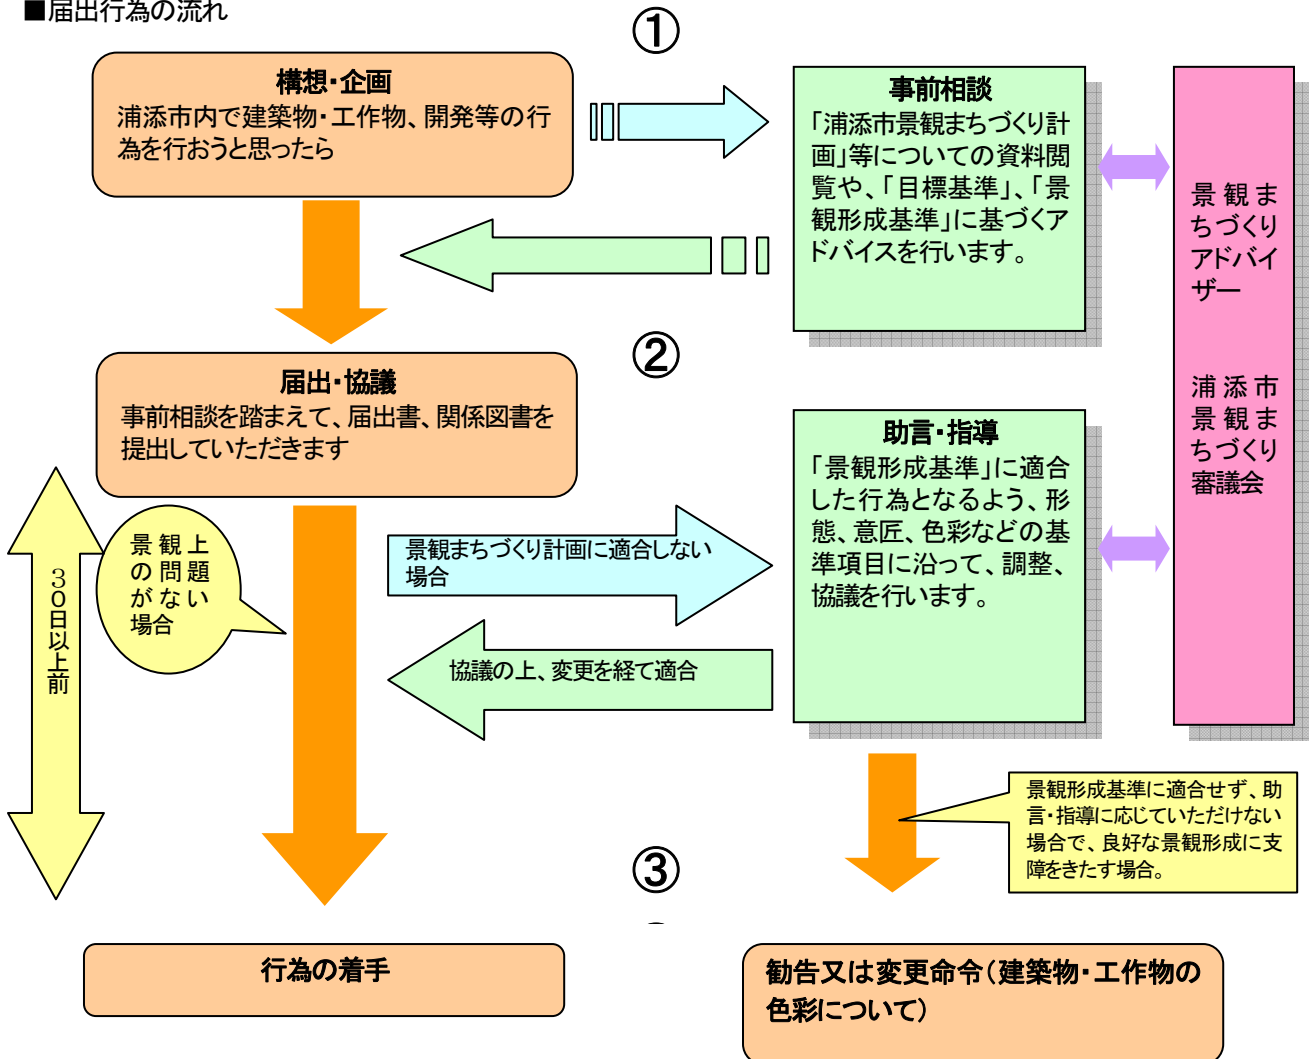 ■届出行為の流れ
①
構想・企画
浦添市内で建築物・工作物、開発等の行
為を行おうと思ったら
事前相談
「浦添市景観まちづくり計
画」等についての資料閲
覧や、「目標基準」、「景
観形成基準」に基づくア
ドバイスを行います。
景観ま
ちづくり
アドバイ
ザー
浦添市
景観ま
ちづくり
審議会
②
届出・協議
事前相談を踏まえて、届出書、関係図書を
提出していただきます
助言・指導
「景観形成基準」に適合
した行為となるよう、形
態、意匠、色彩などの基
準項目に沿って、調整、
協議を行います。
30日以上前
景観上
の問題
がない
場合
景観まちづくり計画に適合しない
場合
協議の上、変更を経て適合
景観形成基準に適合せず、助
言・指導に応じていただけない
場合で、良好な景観形成に支
障をきたす場合。
③
行為の着手
勧告又は変更命令(建築物・工作物の
色彩について)